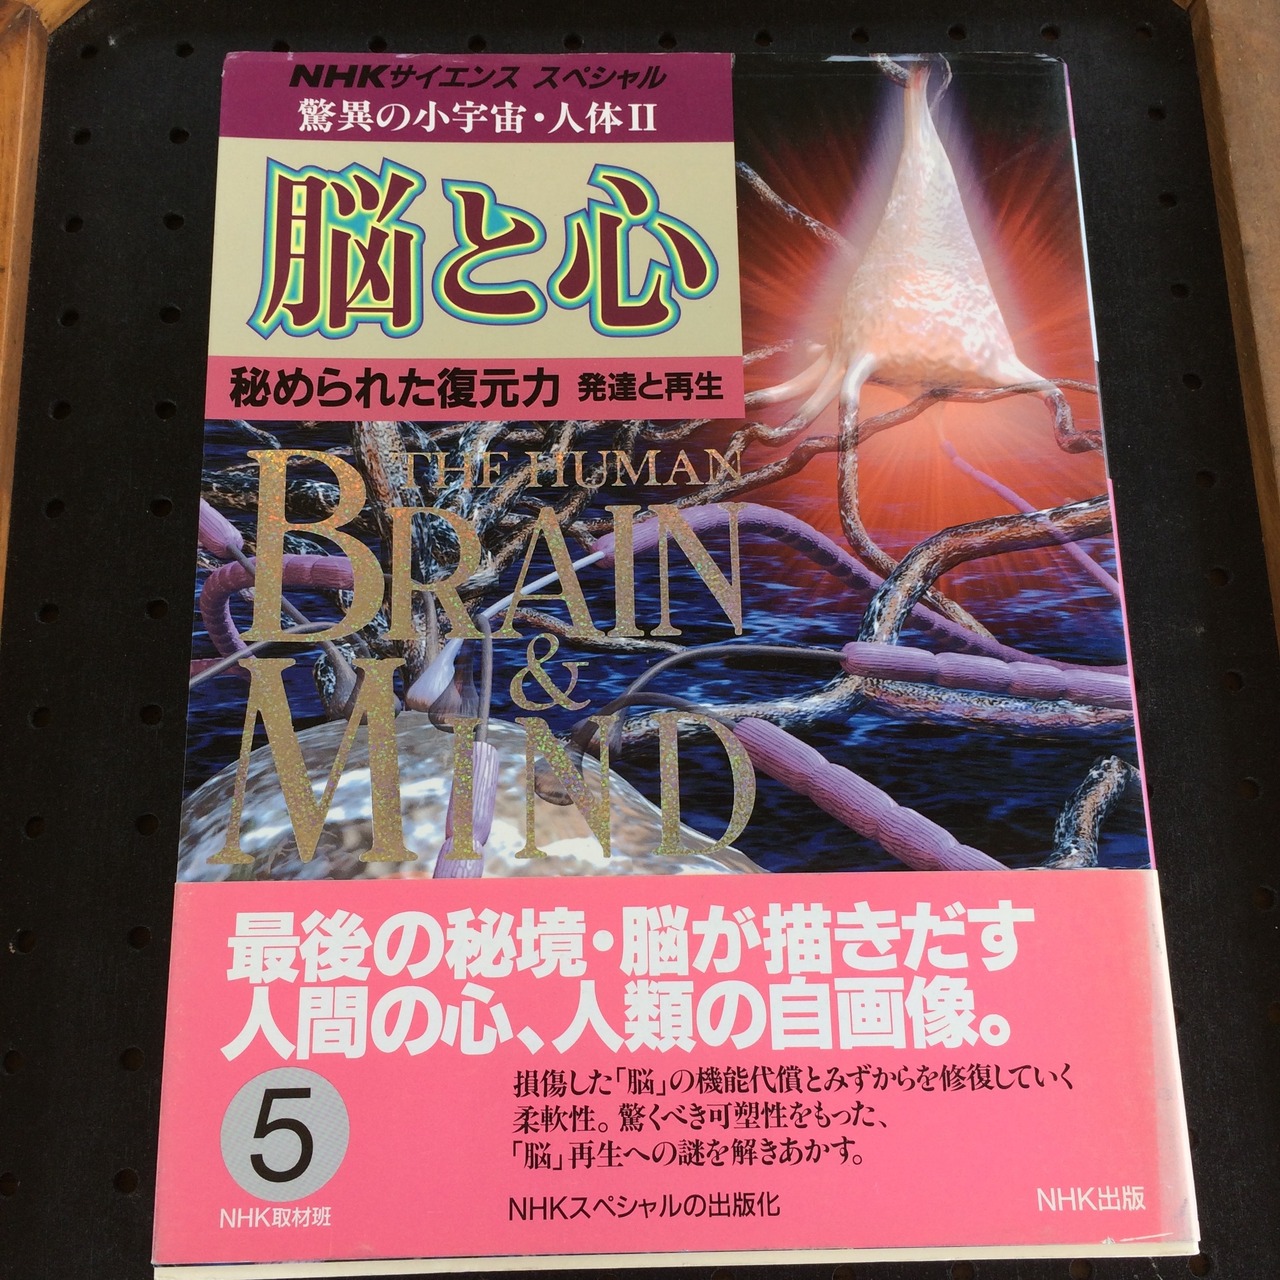 NHKサイエンス スペシャル
驚異の小宇宙・人体II
脳と心
秘められた復元力 発達と再生
THE HUMAN
BRAIN
&
MIND
最後の秘境・脳が描きだす
人間の心、人類の自画像。
損傷した「脳」の機能代償とみずからを修復していく
柔軟性。驚くべき可塑性をもった、
「脳」再生への謎を解きあかす。
5
NHK取材班
NHKスペシャルの出版化
NHK出版